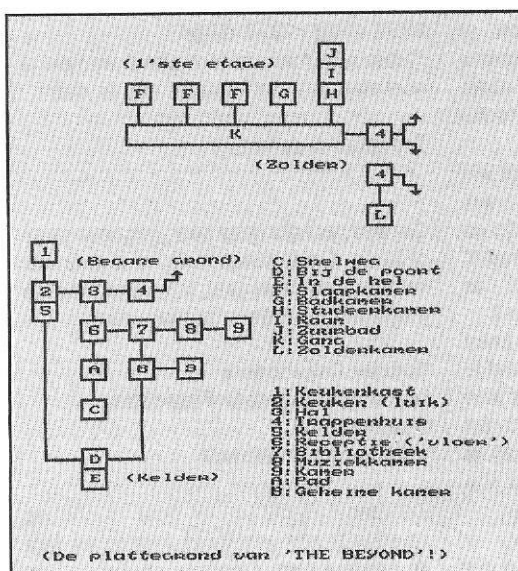 (1'ste etage)
J
I
F F F G H
K 4
(Zolder)
4
L
1
(Begane grond)
2 3 4
5
6 7 8 9
A B 9
C
D
E
(Kelder)
C:Snelweg
D:Bij de poort
E:In de hel
F:Slaapkamer
G:Badkamer
H:Studeerkamer
I:Raam
J:Zuurbad
K:Gang
L:Zolderkamer
1:Keukenkast
2:Keuken (luik)
3:Hal
4:Trappenhuis
5:Kelder
6:Receptie ('vloer')
7:Bibliotheek
8:Muziekkamer
9:Kamer
A:Pad
B:Geheime kamer
(De plattegrond van 'THE BEYOND'!)